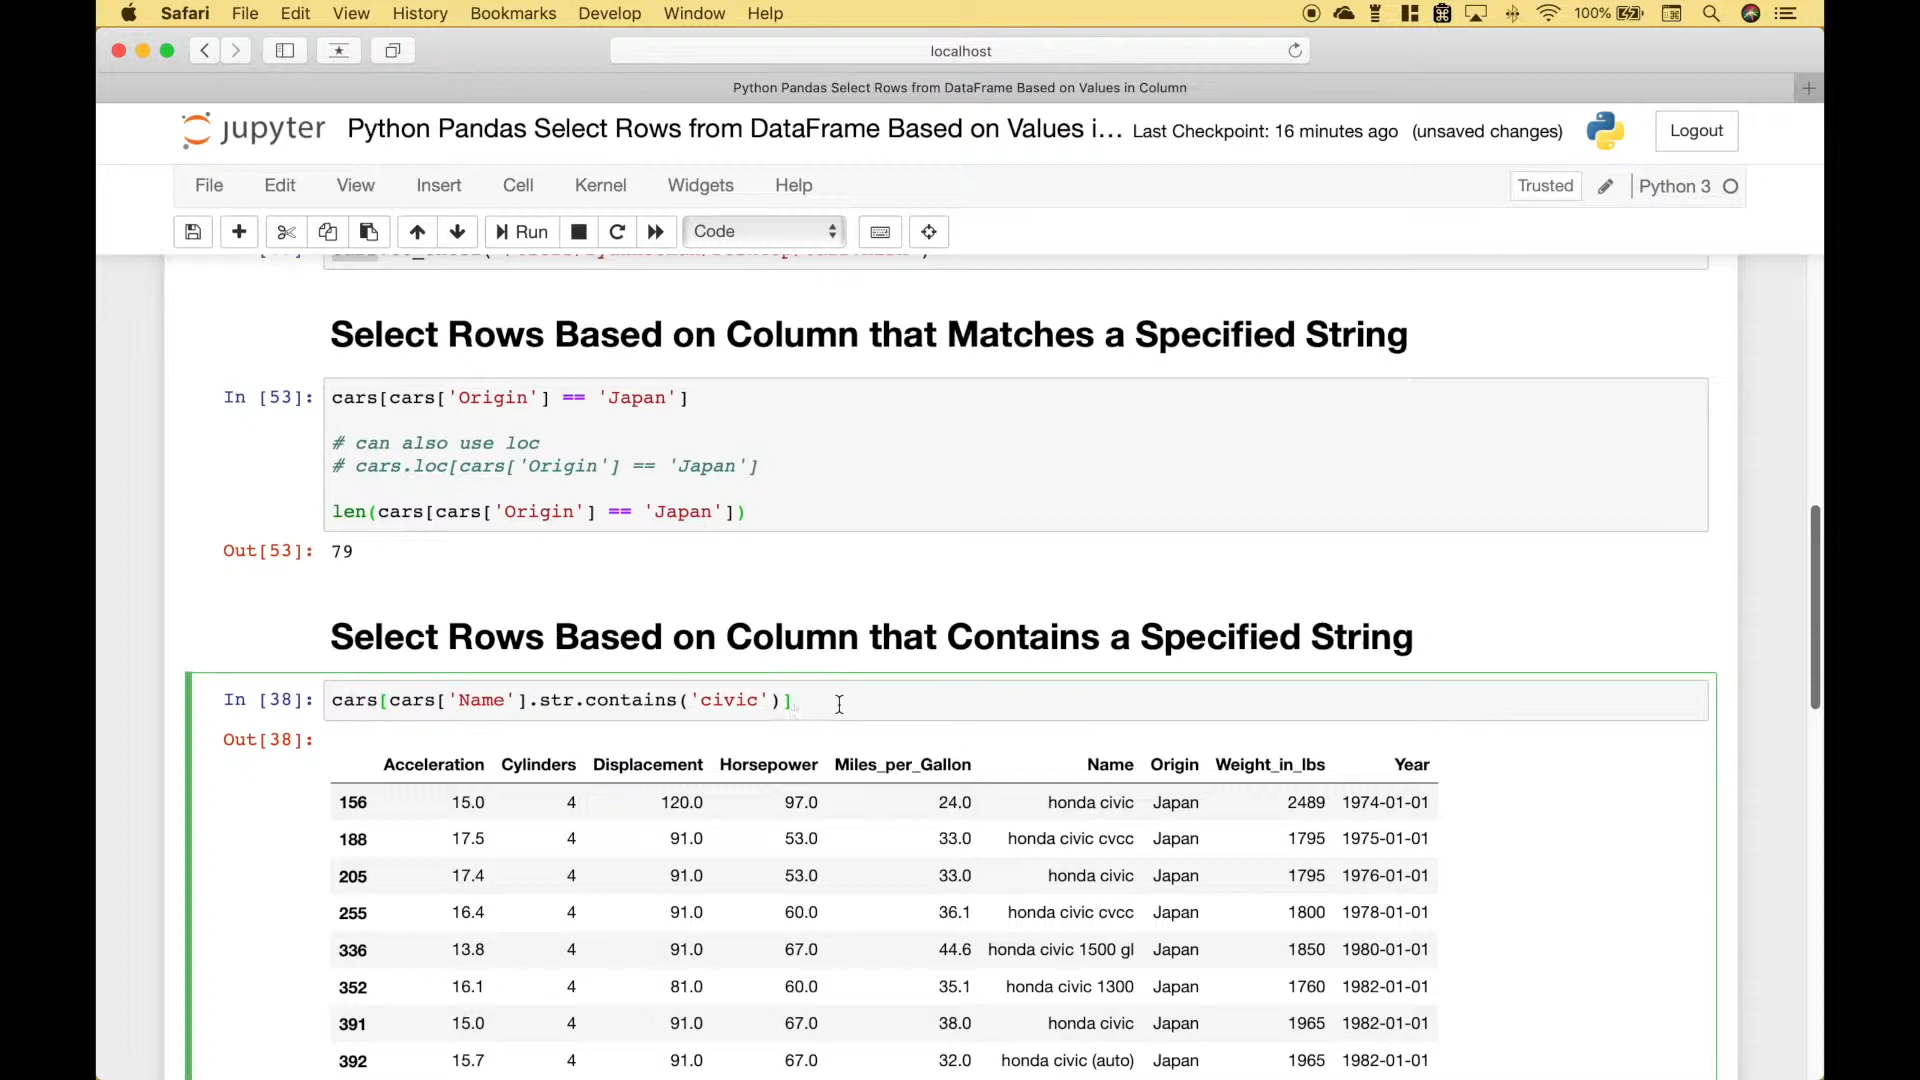 Safari File Edit View History Bookmarks Develop Window Help 100%
localhost
Python Pandas Select Rows from DataFrame Based on Values in Column
jupyter Python Pandas Select Rows from DataFrame Based on Values i... Last Checkpoint: 16 minutes ago (unsaved changes) Logout
File Edit View Insert Cell Kernel Widgets Help Trusted Python 3
Run Code
Select Rows Based on Column that Matches a Specified String
In [53]: cars[cars['Origin'] == 'Japan']
# can also use loc
# cars.loc[cars['Origin'] == 'Japan']
len(cars[cars['Origin'] == 'Japan'])
Out[53]: 79
Select Rows Based on Column that Contains a Specified String
In [38]: cars[cars['Name'].str.contains('civic')]
Out[38]:
Acceleration Cylinders Displacement Horsepower Miles_per_Gallon Name Origin Weight_in_lbs Year
156 15.0 4 120.0 97.0 24.0 honda civic Japan 2489 1974-01-01
188 17.5 4 91.0 53.0 33.0 honda civic cvcc Japan 1795 1975-01-01
205 17.4 4 91.0 53.0 33.0 honda civic Japan 1795 1976-01-01
255 16.4 4 91.0 60.0 36.1 honda civic cvcc Japan 1800 1978-01-01
336 13.8 4 91.0 67.0 44.6 honda civic 1500 gl Japan 1850 1980-01-01
352 16.1 4 81.0 60.0 35.1 honda civic 1300 Japan 1760 1982-01-01
391 15.0 4 91.0 67.0 38.0 honda civic Japan 1965 1982-01-01
392 15.7 4 91.0 67.0 32.0 honda civic (auto) Japan 1965 1982-01-01